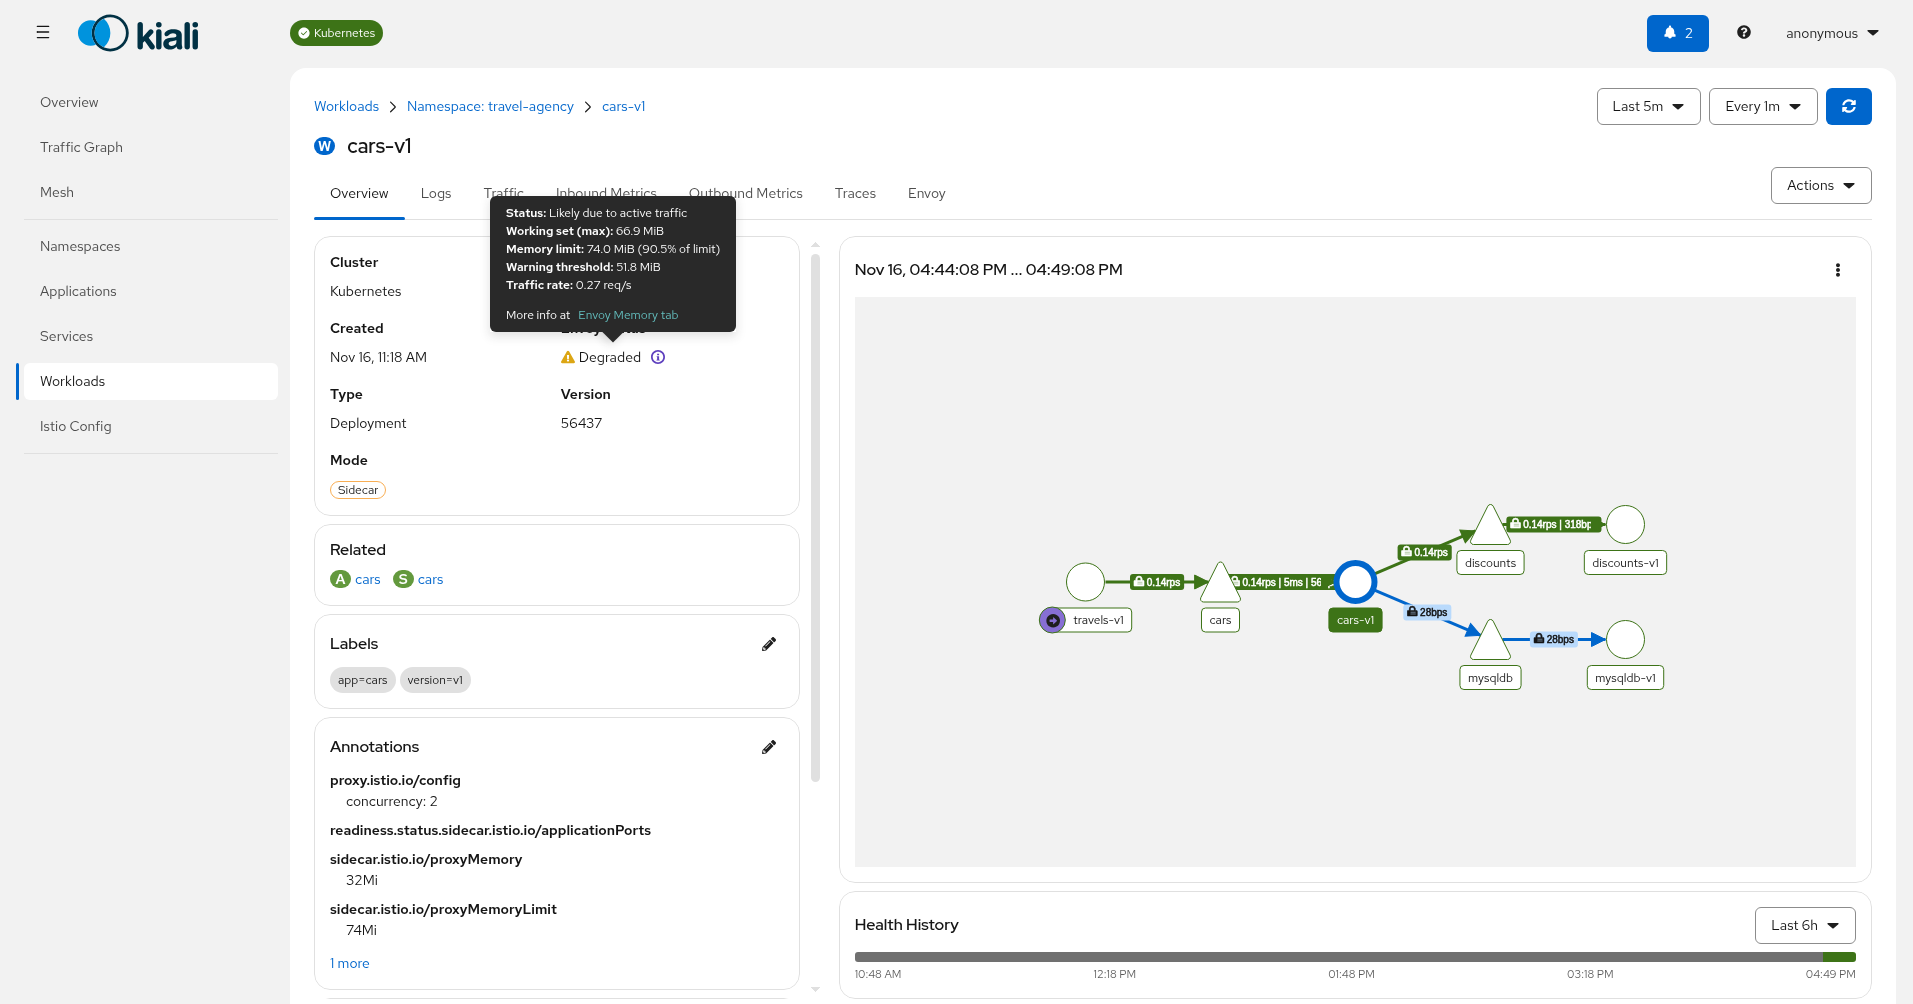 kiali
Kubernetes
2
anonymous
Overview
Traffic Graph
Mesh
Namespaces
Applications
Services
Workloads
Istio Config
Workloads > Namespace: travel-agency > cars-v1
Last 5m
Every 1m
W cars-v1
Actions
Overview
Logs
Traffic
Inbound Metrics
Outbound Metrics
Traces
Envoy
Status: Likely due to active traffic
Working set (max): 66.9 MiB
Memory limit: 74.0 MiB (90.5% of limit)
Warning threshold: 51.8 MiB
Traffic rate: 0.27 req/s
More info at Envoy Memory tab
Cluster
Kubernetes
Created
Nov 16, 11:18 AM
Degraded
Type
Deployment
Version
56437
Mode
Sidecar
Related
A cars
S cars
Labels
app=cars
version=v1
Annotations
proxy.istio.io/config
concurrency: 2
readiness.status.sidecar.istio.io/applicationPorts
sidecar.istio.io/proxyMemory
32Mi
sidecar.istio.io/proxyMemoryLimit
74Mi
1 more
Nov 16, 04:44:08 PM ... 04:49:08 PM
travels-v1
0.14rps
cars
0.14rps | 5ms | 56
cars-v1
0.14rps
discounts
0.14rps | 318bp
discounts-v1
28bps
mysqldb
28bps
mysqldb-v1
Health History
Last 6h
10:48 AM
12:18 PM
01:48 PM
03:18 PM
04:49 PM